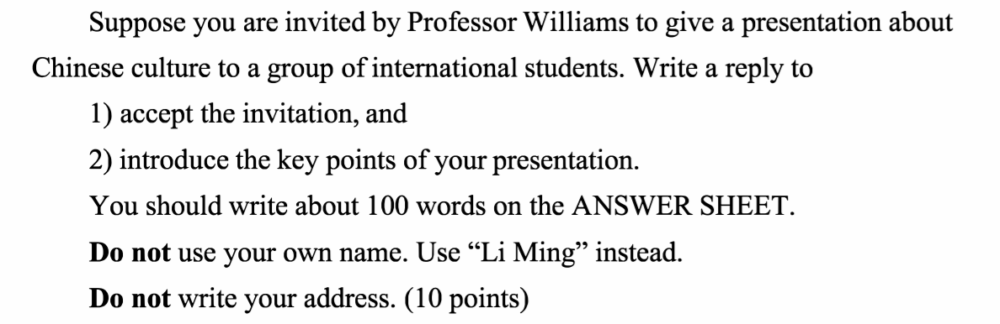 Suppose you are invited by Professor Williams to give a presentation about
Chinese culture to a group of international students. Write a reply to
1) accept the invitation, and
2) introduce the key points of your presentation.
You should write about 100 words on the ANSWER SHEET.
Do not use your own name. Use “Li Ming” instead.
Do not write your address. (10 points)